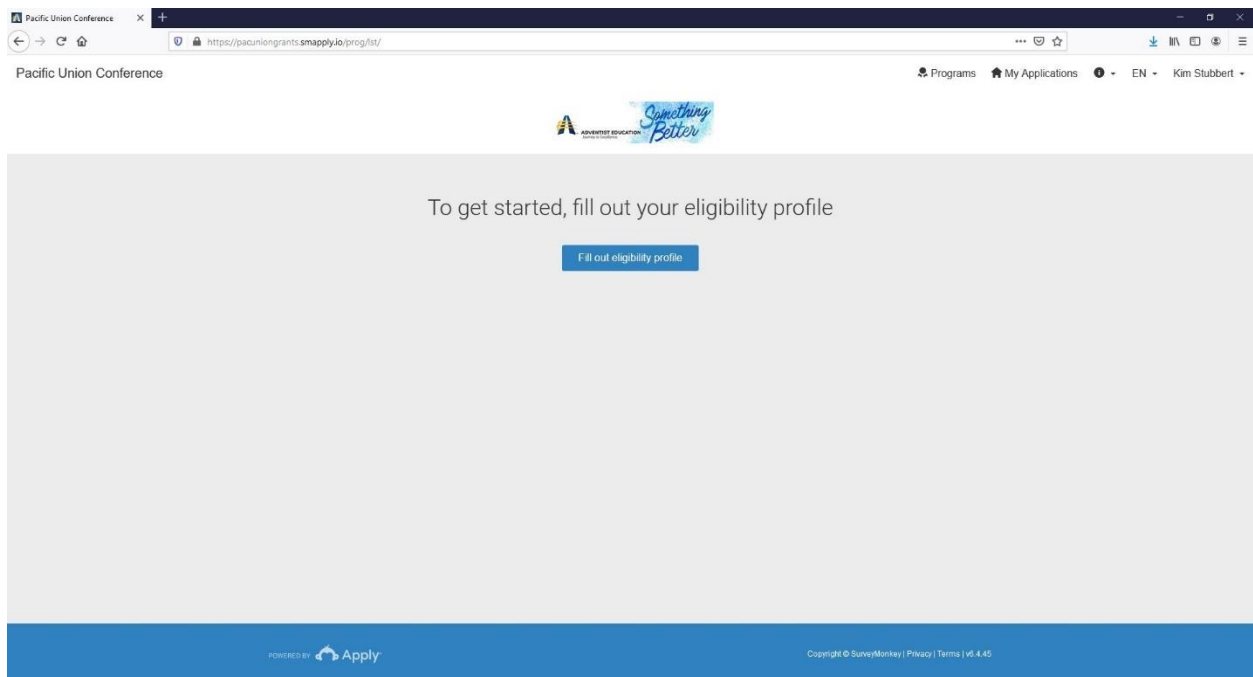 Pacific Union Conference
https://pacuniongrants.smapply.io/prog/lst/
Pacific Union Conference
Programs
My Applications
EN
Kim Stubbert
ADVENTIST EDUCATION
Something
Better
To get started, fill out your eligibility profile
Fill out eligibility profile
POWERED BY Apply
Copyright © SurveyMonkey | Privacy | Terms | v6.4.45